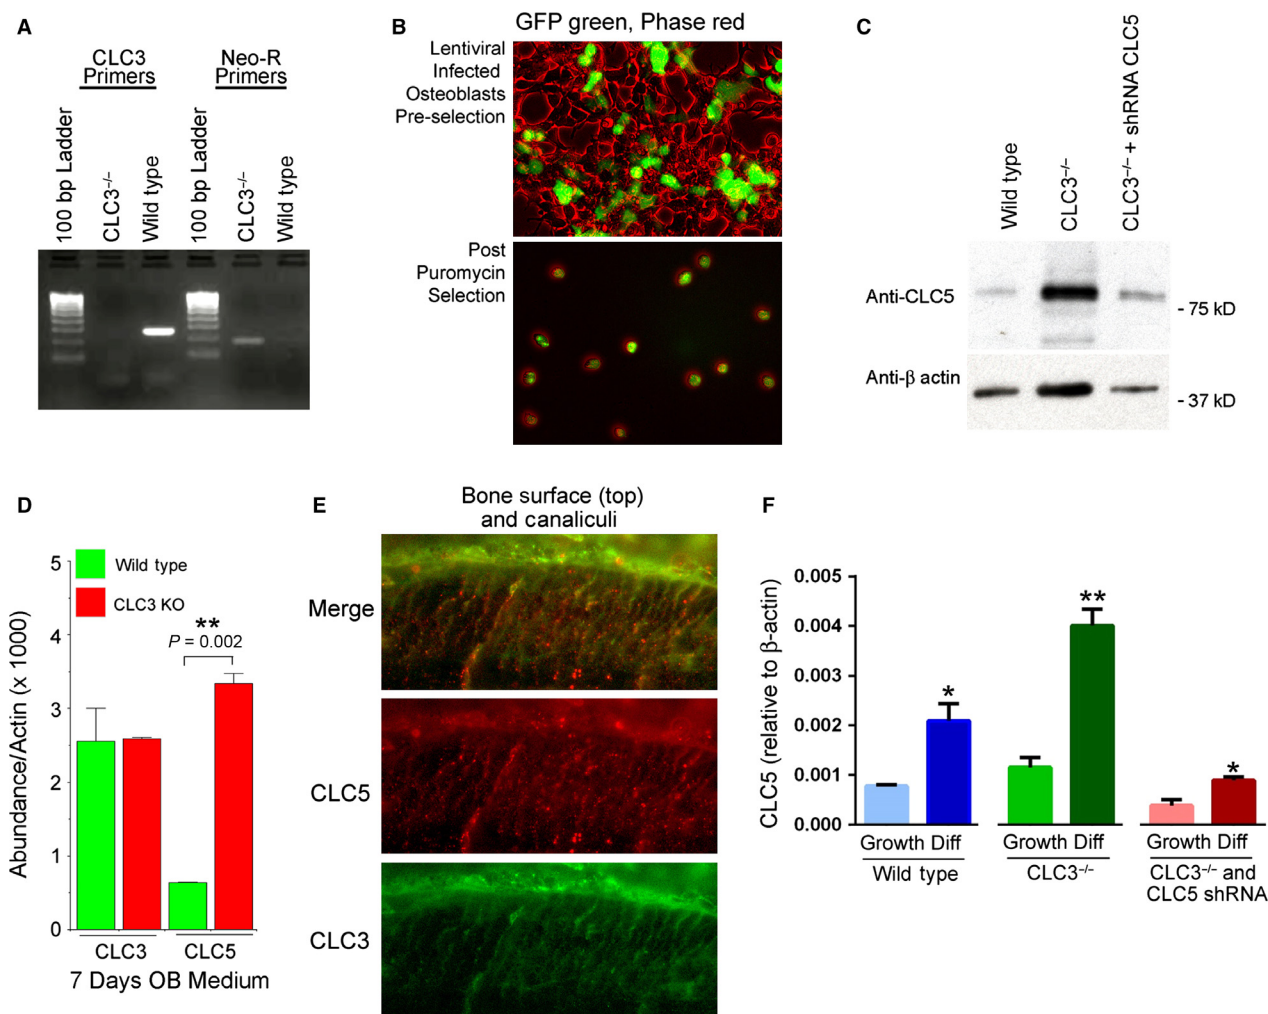 A
CLC3
Primers
Neo-R
Primers
100 bp Ladder
CLC3–/–
Wild type
100 bp Ladder
CLC3–/–
Wild type
B
GFP green, Phase red
Lentiviral
Infected
Osteoblasts
Pre-selection
Post
Puromycin
Selection
C
Wild type
CLC3–/–
CLC3–/– + shRNA CLC5
Anti-CLC5
- 75 kD
Anti-β actin
- 37 kD
D
Abundance/Actin (x 1000)
5
4
3
2
1
0
Wild type
CLC3 KO
**
P = 0.002
CLC3
CLC5
7 Days OB Medium
E
Bone surface (top)
and canaliculi
Merge
CLC5
CLC3
F
CLC5 (relative to β-actin)
0.005
0.004
0.003
0.002
0.001
0.000
*
**
*
Growth Diff
Growth Diff
Growth Diff
Wild type
CLC3–/–
CLC3–/– and
CLC5 shRNA